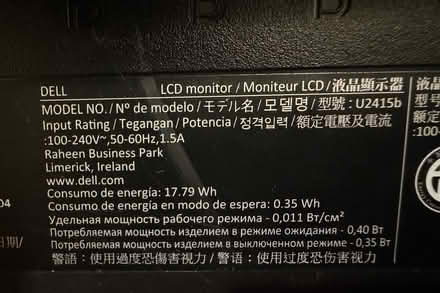 DELL LCD monitor / Moniteur LCD / 液晶顯示器
MODEL NO. / Nº de modelo / モデル名 / 모델명 / 型號 : U2415b
Input Rating / Tegangan / Potencia / 정격입력 / 額定電壓及電流
:100-240V~,50-60Hz,1.5A
Raheen Business Park
Limerick, Ireland
www.dell.com
Consumo de energía: 17.79 Wh
Consumo de energía en modo de espera: 0.35 Wh
Удельная мощность рабочего режима - 0,011 Вт/см²
Потребляемая мощность изделием в режиме ожидания - 0,40 Вт
Потребляемая мощность изделием в выключенном режиме - 0,35 Вт
警語：使用過度恐傷害視力 / 警语：使用过度恐伤害视力
04
日期/
型號